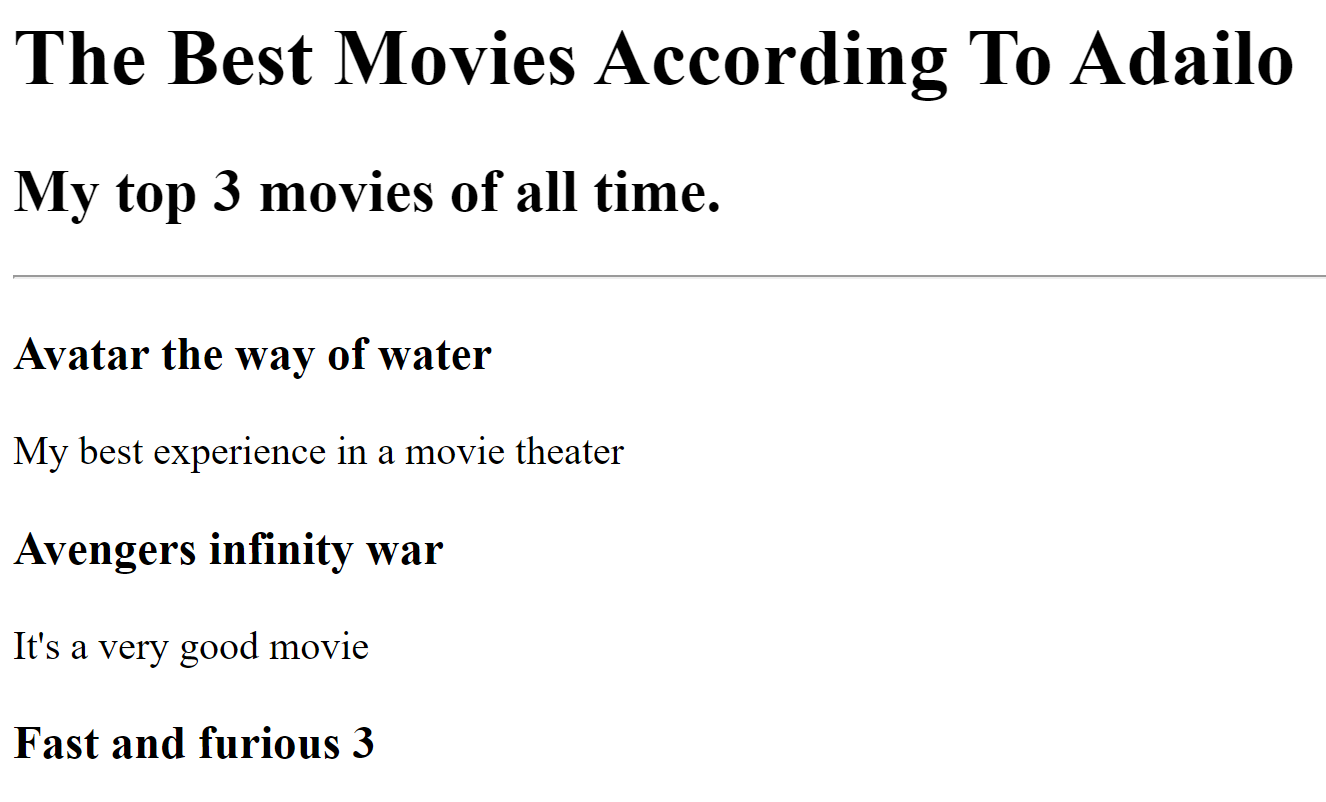 The Best Movies According To Adailo
My top 3 movies of all time.
Avatar the way of water
My best experience in a movie theater
Avengers infinity war
It's a very good movie
Fast and furious 3